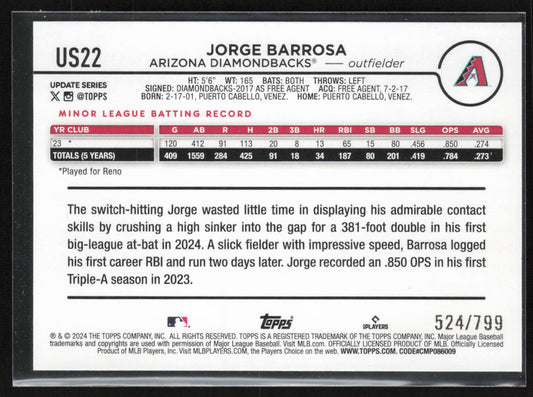 US22
JORGE BARROSA
ARIZONA DIAMONDBACKS® — outfielder
UPDATE SERIES
@TOPPS
HT: 5'6" WT: 165 BATS: BOTH THROWS: LEFT
SIGNED: DIAMONDBACKS-2017 AS FREE AGENT ACQ: FREE AGENT, 7-2-17
BORN: 2-17-01, PUERTO CABELLO, VENEZ. HOME: PUERTO CABELLO, VENEZ.
MINOR LEAGUE BATTING RECORD
YR CLUB G AB R H 2B 3B HR RBI SB BB SLG OPS AVG
23 * 120 412 91 113 20 8 13 65 15 80 .456 .850 .274
TOTALS (5 YEARS) 409 1559 284 425 91 18 34 187 80 201 .419 .784 .273
*Played for Reno
The switch-hitting Jorge wasted little time in displaying his admirable contact
skills by crushing a high sinker into the gap for a 381-foot double in his first
big-league at-bat in 2024. A slick fielder with impressive speed, Barrosa logged
his first career RBI and run two days later. Jorge recorded an .850 OPS in his first
Triple-A season in 2023.
Topps
PLAYERS
524/799
® & © 2024 THE TOPPS COMPANY, INC. ALL RIGHTS RESERVED. TOPPS IS A REGISTERED TRADEMARK OF THE TOPPS COMPANY, INC. Major League Baseball
trademarks and copyrights are used with permission of Major League Baseball. Visit MLB.com. OFFICIALLY LICENSED PRODUCT OF MLB PLAYERS, INC. Officially Licensed
Product of MLB Players, Inc. Visit MLBPLAYERS.com, the Players Choice on the web. WWW.TOPPS.COM. CODE#CMP086009